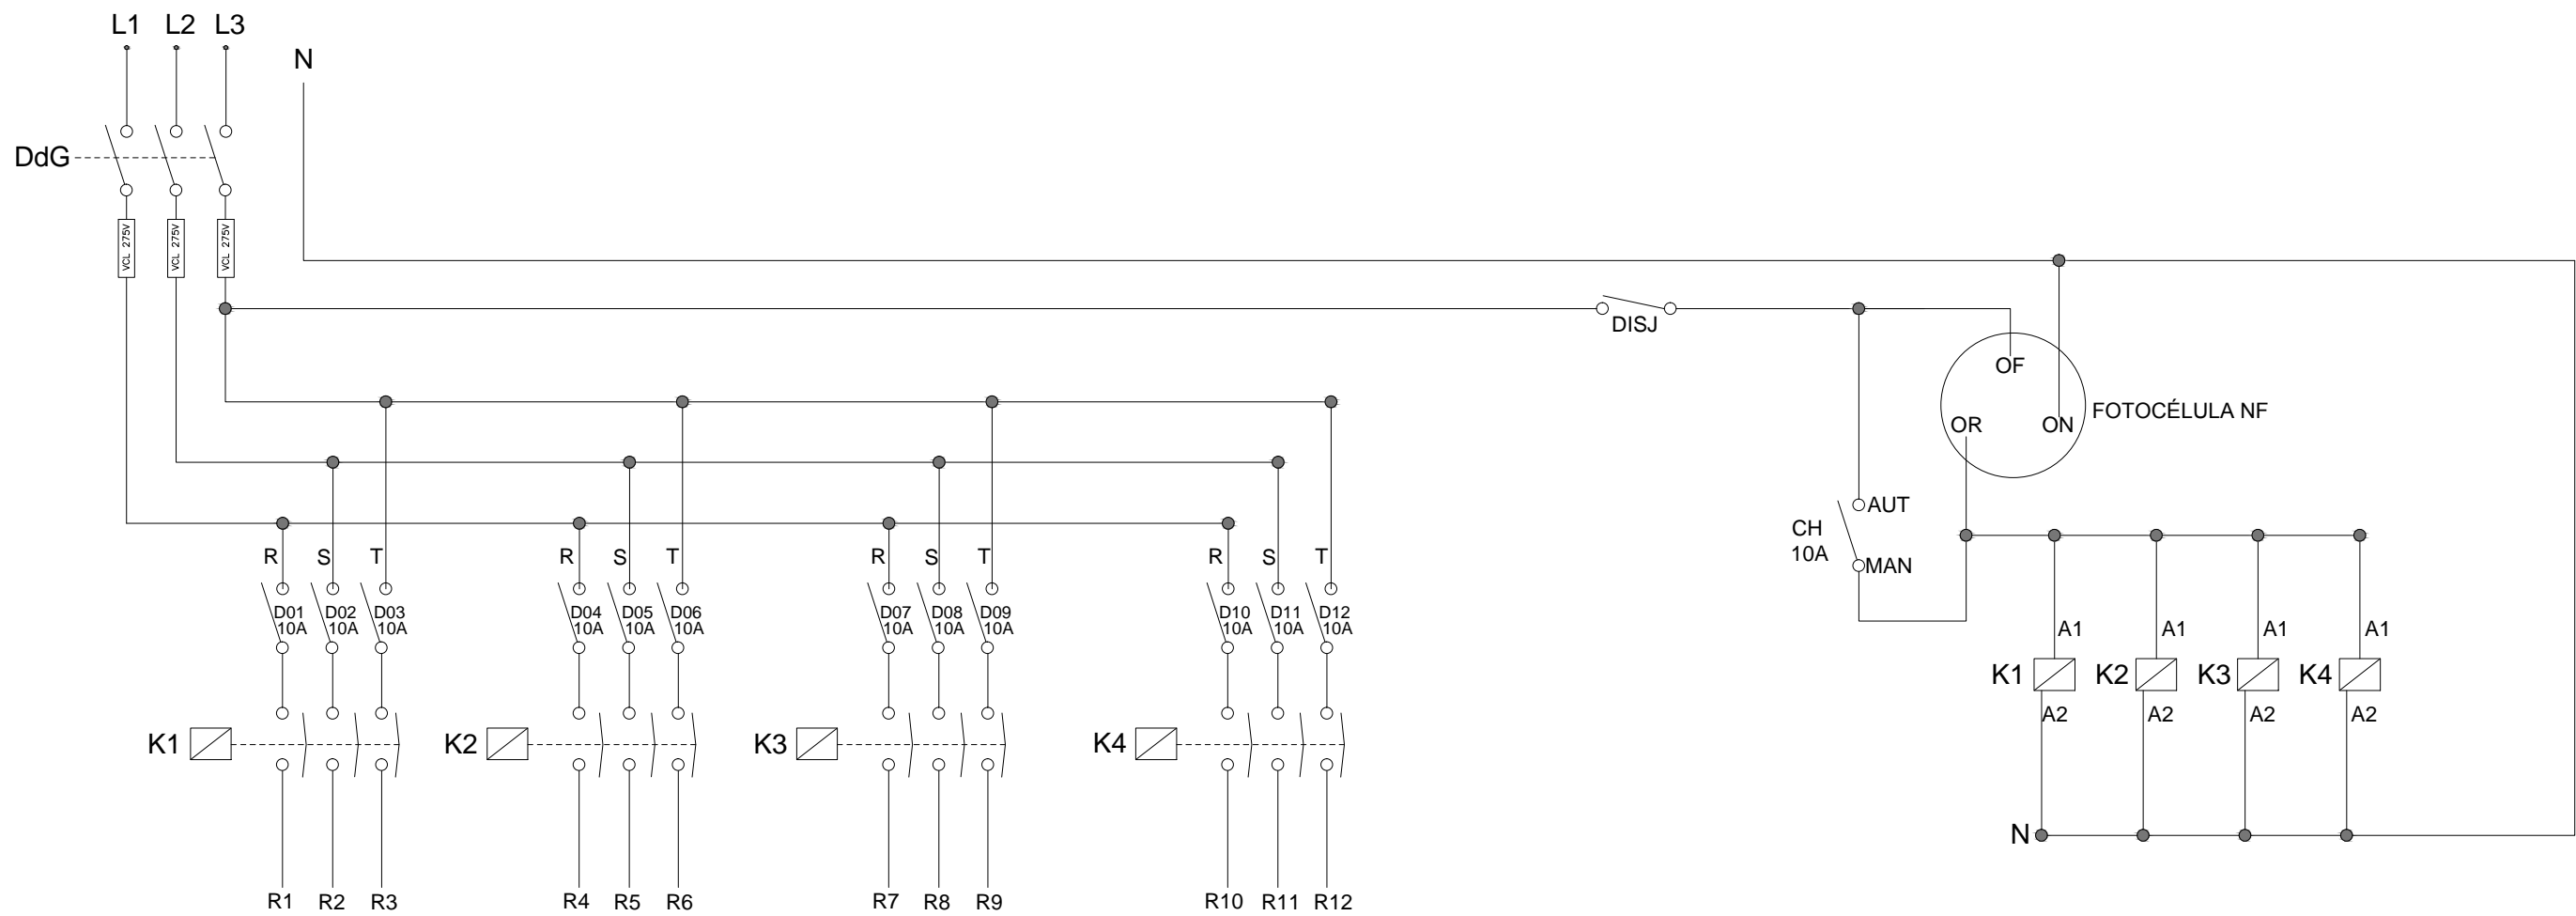 L1 L2 L3
N
DdG
VCL 275V VCL 275V VCL 275V
DISJ
OF
FOTOCÉLULA NF
OR ON
AUT
CH
10A
MAN
R S T R S T R S T R S T
D01 D02 D03 D04 D05 D06 D07 D08 D09 D10 D11 D12
10A 10A 10A 10A 10A 10A 10A 10A 10A 10A 10A 10A
A1 A1 A1 A1
K1 K2 K3 K4
A2 A2 A2 A2
K1 K2 K3 K4
N
R1 R2 R3 R4 R5 R6 R7 R8 R9 R10 R11 R12